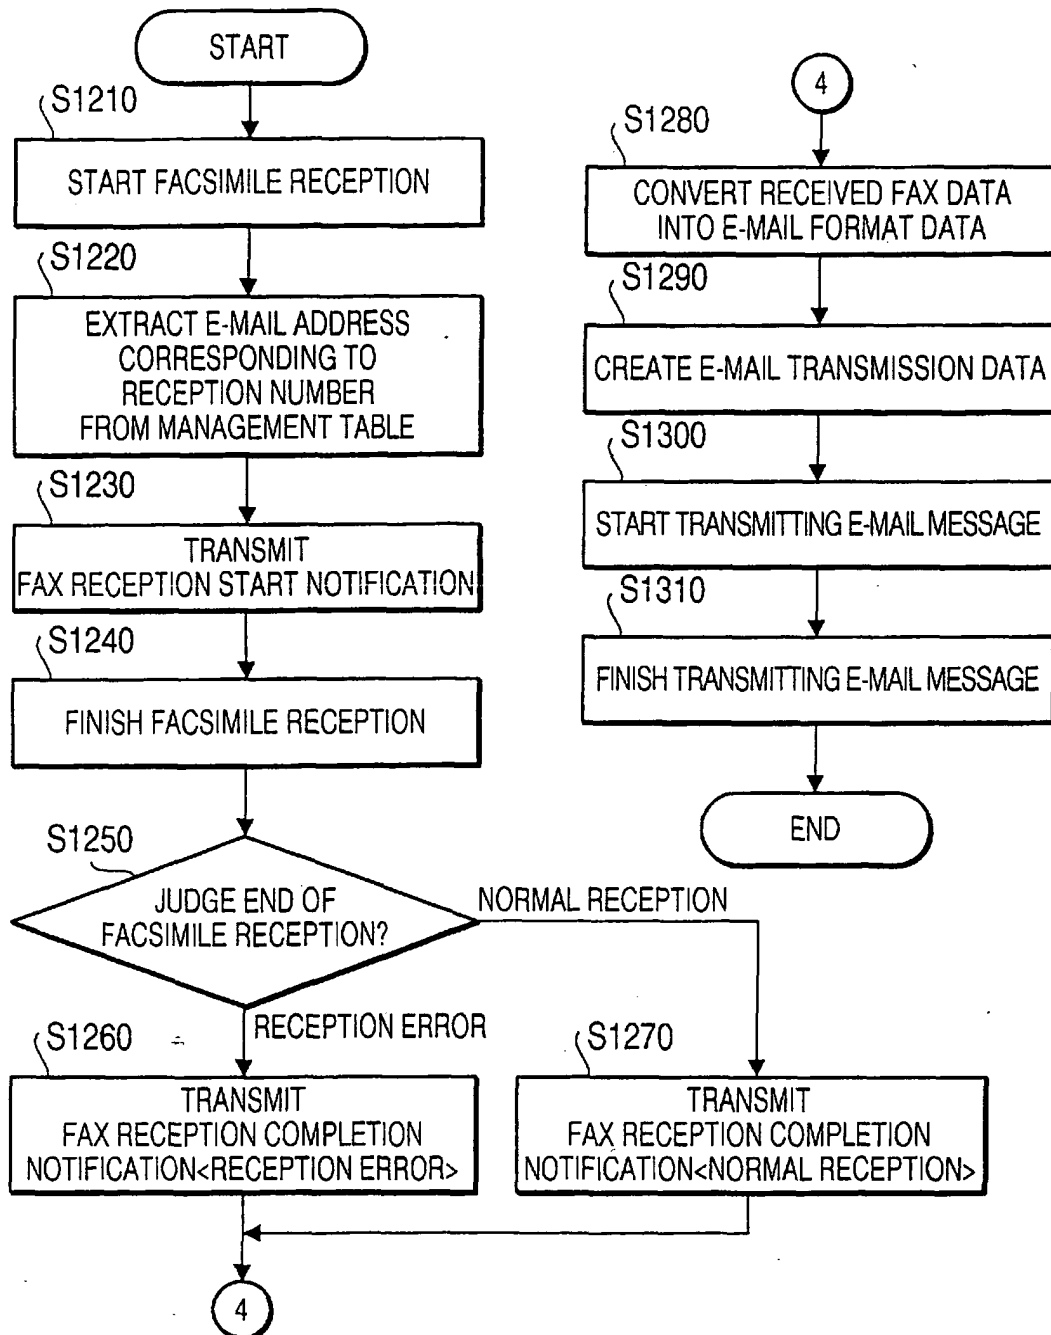 START
S1210
START FACSIMILE RECEPTION
S1220
EXTRACT E-MAIL ADDRESS
CORRESPONDING TO
RECEPTION NUMBER
FROM MANAGEMENT TABLE
S1230
TRANSMIT
FAX RECEPTION START NOTIFICATION
S1240
FINISH FACSIMILE RECEPTION
S1250
JUDGE END OF
FACSIMILE RECEPTION?
NORMAL RECEPTION
RECEPTION ERROR
S1260
TRANSMIT
FAX RECEPTION COMPLETION
NOTIFICATION<RECEPTION ERROR>
S1270
TRANSMIT
FAX RECEPTION COMPLETION
NOTIFICATION<NORMAL RECEPTION>
4
4
S1280
CONVERT RECEIVED FAX DATA
INTO E-MAIL FORMAT DATA
S1290
CREATE E-MAIL TRANSMISSION DATA
S1300
START TRANSMITTING E-MAIL MESSAGE
S1310
FINISH TRANSMITTING E-MAIL MESSAGE
END